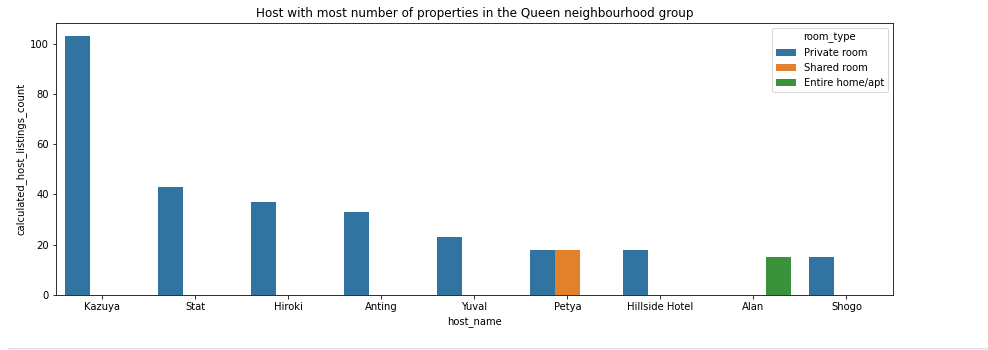 Host with most number of properties in the Queen neighbourhood group
room_type
Private room
Shared room
Entire home/apt
calculated_host_listings_count
100
80
60
40
20
0
Kazuya Stat Hiroki Anting Yuval Petya Hillside Hotel Alan Shogo
host_name